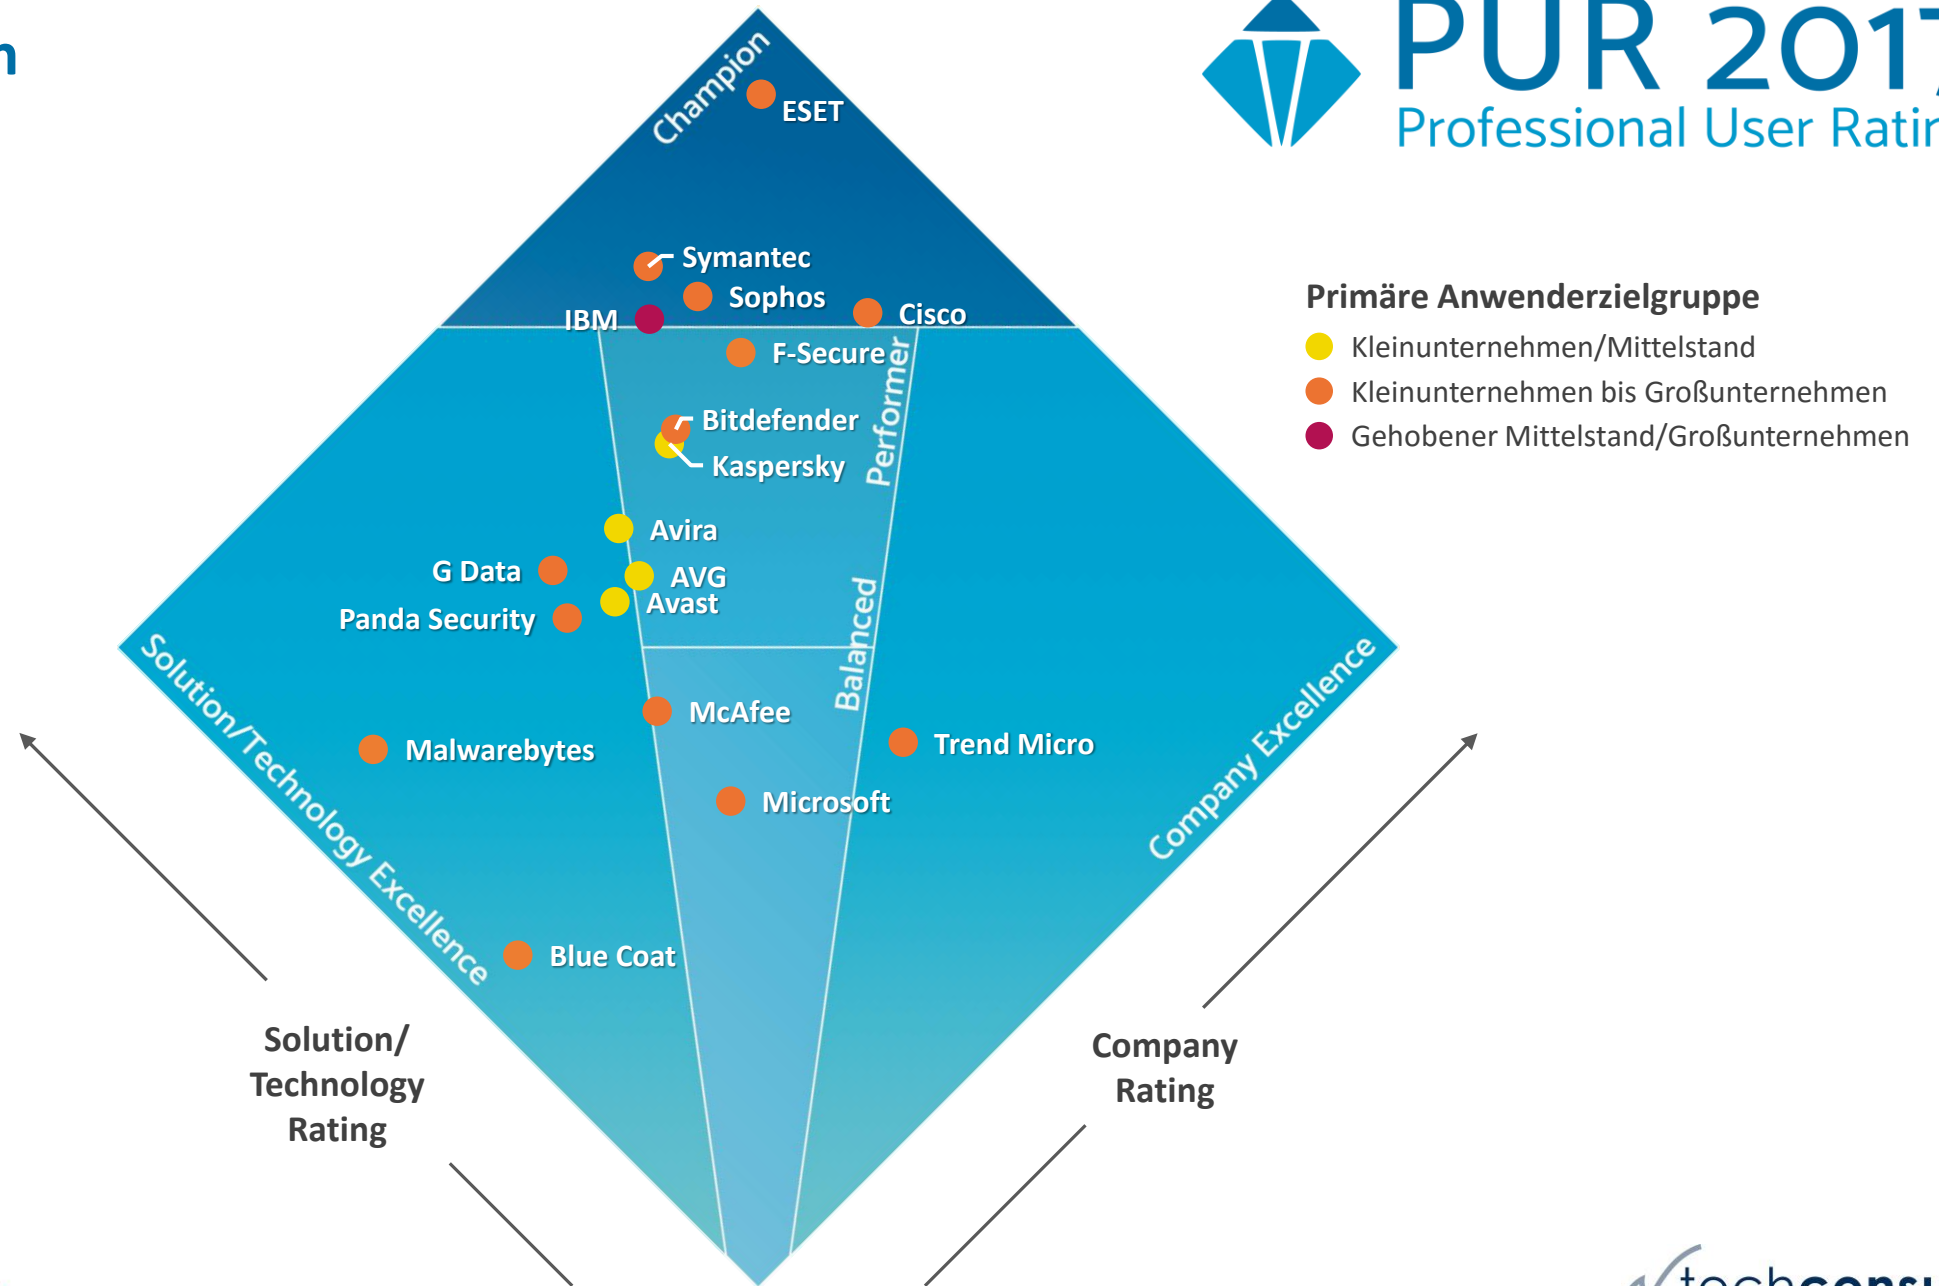 PUR 2017
Professional User
Champion
ESET
Symantec
Sophos
IBM
Cisco
F-Secure
Performer
Bitdefender
Kaspersky
Avira
G Data
AVG
Avast
Panda Security
Balanced
McAfee
Malwarebytes
Trend Micro
Microsoft
Blue Coat
Solution/Technology Excellence
Company Excellence
Primäre Anwenderzielgruppe
Kleinunternehmen/Mittelstand
Kleinunternehmen bis Großunternehmen
Gehobener Mittelstand/Großunternehmen
Solution/
Technology
Rating
Company
Rating